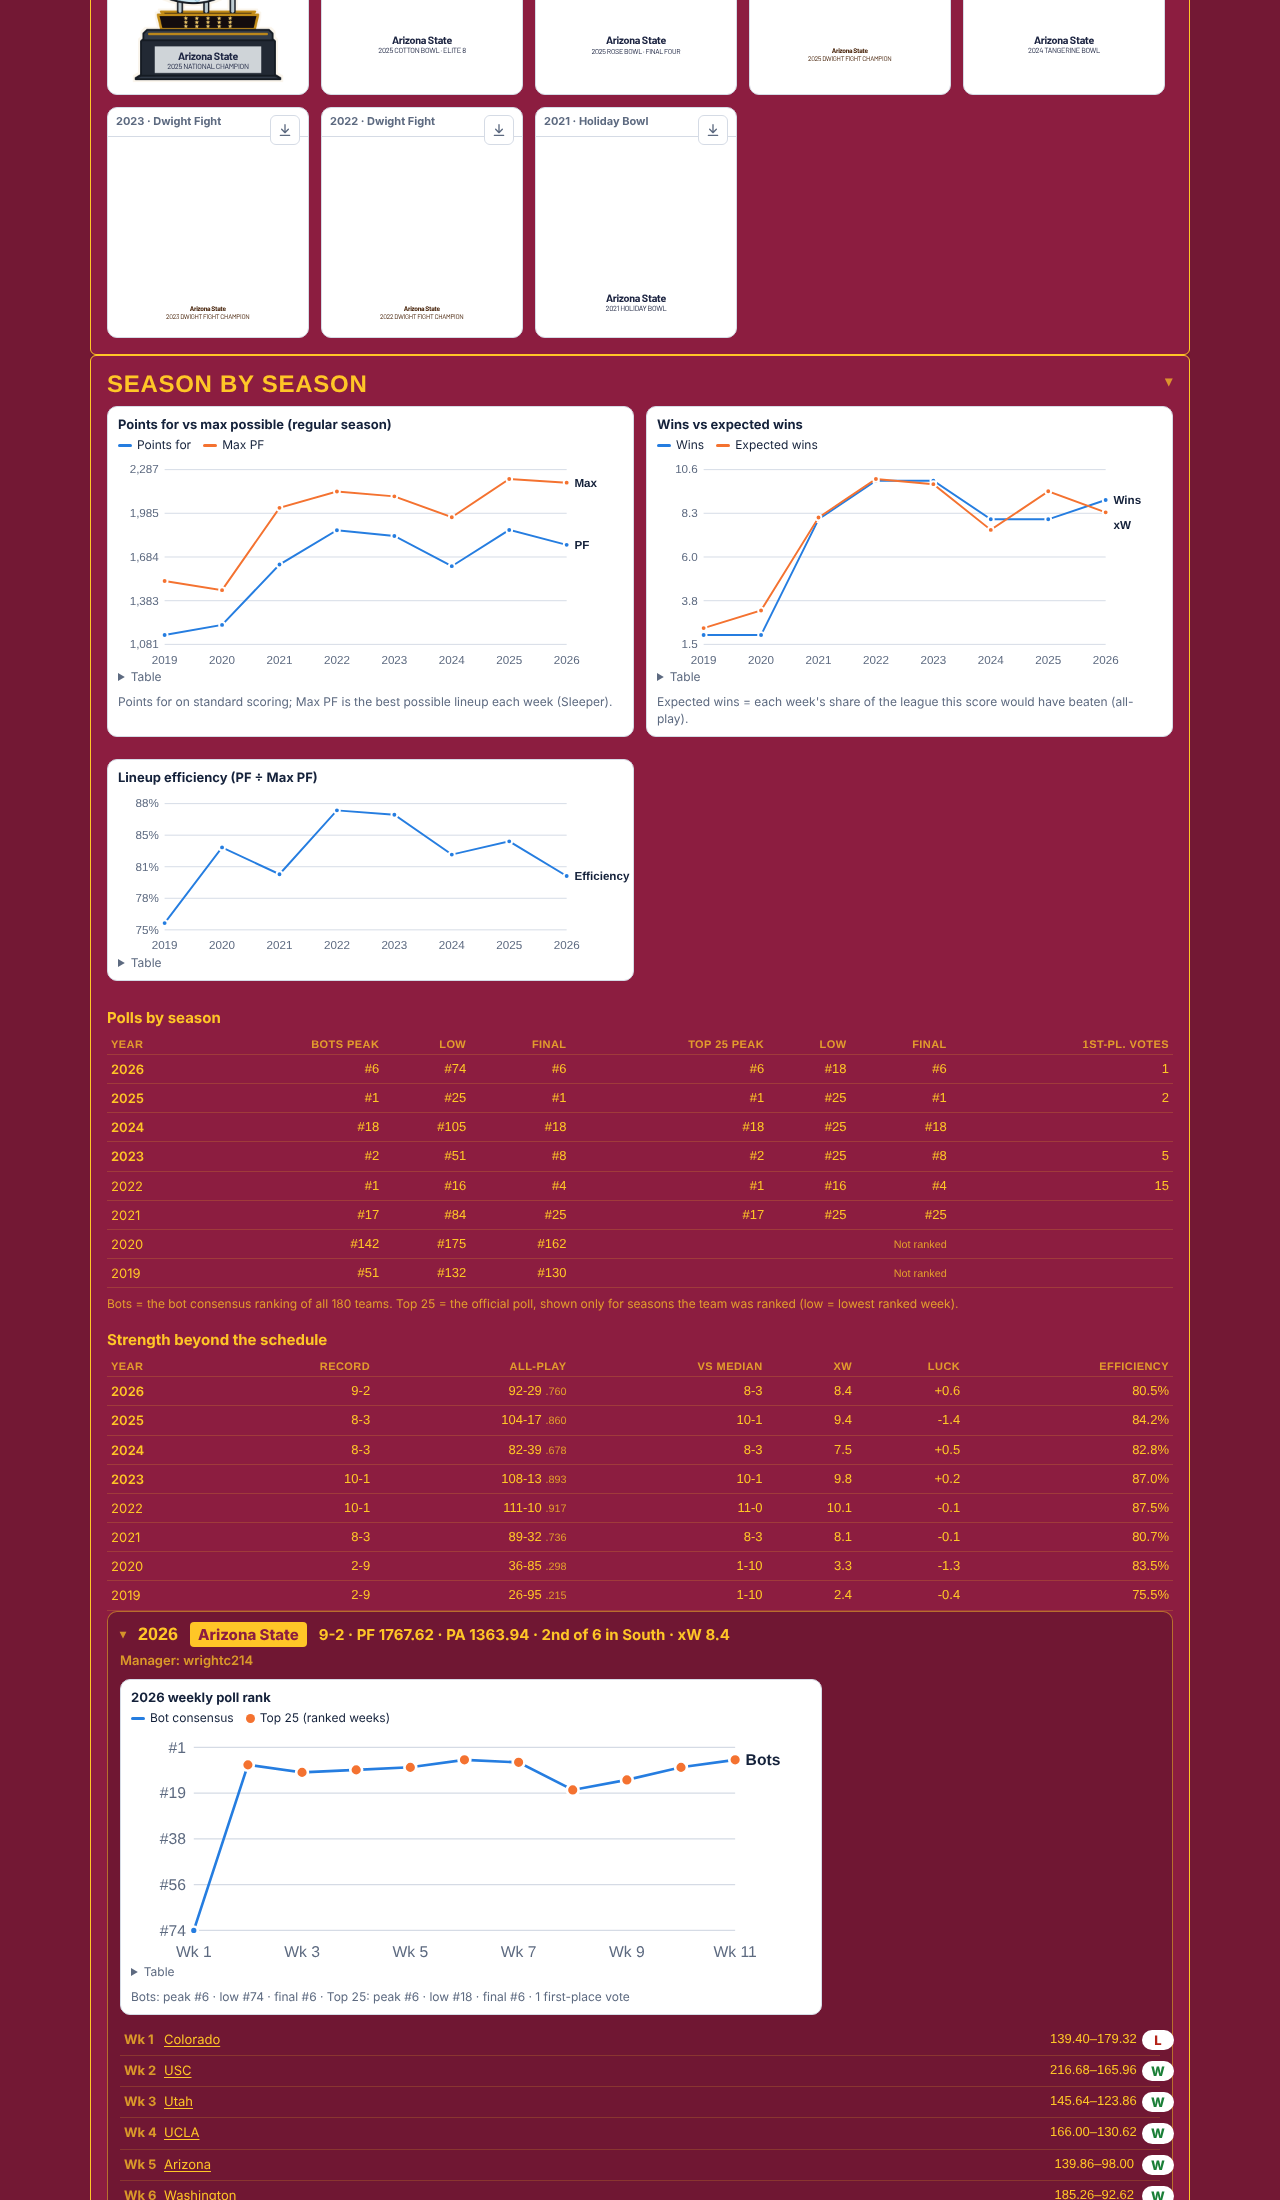 Arizona State
2025 NATIONAL CHAMPION
Arizona State
2025 COTTON BOWL · ELITE 8
Arizona State
2025 ROSE BOWL · FINAL FOUR
Arizona State
2025 DWIGHT FIGHT CHAMPION
Arizona State
2024 TANGERINE BOWL
2023 · Dwight Fight
Arizona State
2023 DWIGHT FIGHT CHAMPION
2022 · Dwight Fight
Arizona State
2022 DWIGHT FIGHT CHAMPION
2021 · Holiday Bowl
Arizona State
2021 HOLIDAY BOWL
SEASON BY SEASON ▼
Points for vs max possible (regular season)
Points for Max PF
2,287
1,985
1,684
1,383
1,081
Max
PF
2019 2020 2021 2022 2023 2024 2025 2026
▶ Table
Points for on standard scoring; Max PF is the best possible lineup each week (Sleeper).
Wins vs expected wins
Wins Expected wins
10.6
8.3
6.0
3.8
1.5
Wins
xW
2019 2020 2021 2022 2023 2024 2025 2026
▶ Table
Expected wins = each week's share of the league this score would have beaten (all-
play).
Lineup efficiency (PF ÷ Max PF)
88%
85%
81%
78%
75%
Efficiency
2019 2020 2021 2022 2023 2024 2025 2026
▶ Table
Polls by season
YEAR BOTS PEAK LOW FINAL TOP 25 PEAK LOW FINAL 1ST-PL. VOTES
2026 #6 #74 #6 #6 #18 #6 1
2025 #1 #25 #1 #1 #25 #1 2
2024 #18 #105 #18 #18 #25 #18
2023 #2 #51 #8 #2 #25 #8 5
2022 #1 #16 #4 #1 #16 #4 15
2021 #17 #84 #25 #17 #25 #25
2020 #142 #175 #162 Not ranked
2019 #51 #132 #130 Not ranked
Bots = the bot consensus ranking of all 180 teams. Top 25 = the official poll, shown only for seasons the team was ranked (low = lowest ranked week).
Strength beyond the schedule
YEAR RECORD ALL-PLAY VS MEDIAN XW LUCK EFFICIENCY
2026 9-2 92-29 .760 8-3 8.4 +0.6 80.5%
2025 8-3 104-17 .860 10-1 9.4 -1.4 84.2%
2024 8-3 82-39 .678 8-3 7.5 +0.5 82.8%
2023 10-1 108-13 .893 10-1 9.8 +0.2 87.0%
2022 10-1 111-10 .917 11-0 10.1 -0.1 87.5%
2021 8-3 89-32 .736 8-3 8.1 -0.1 80.7%
2020 2-9 36-85 .298 1-10 3.3 -1.3 83.5%
2019 2-9 26-95 .215 1-10 2.4 -0.4 75.5%
▼ 2026 Arizona State 9-2 · PF 1767.62 · PA 1363.94 · 2nd of 6 in South · xW 8.4
Manager: wrightc214
2026 weekly poll rank
Bot consensus Top 25 (ranked weeks)
#1
#19
#38
#56
#74
Bots
Wk 1 Wk 3 Wk 5 Wk 7 Wk 9 Wk 11
▶ Table
Bots: peak #6 · low #74 · final #6 · Top 25: peak #6 · low #18 · final #6 · 1 first-place vote
Wk 1 Colorado 139.40–179.32 L
Wk 2 USC 216.68–165.96 W
Wk 3 Utah 145.64–123.86 W
Wk 4 UCLA 166.00–130.62 W
Wk 5 Arizona 139.86–98.00 W
Wk 6 Washington 185.26–92.62 W